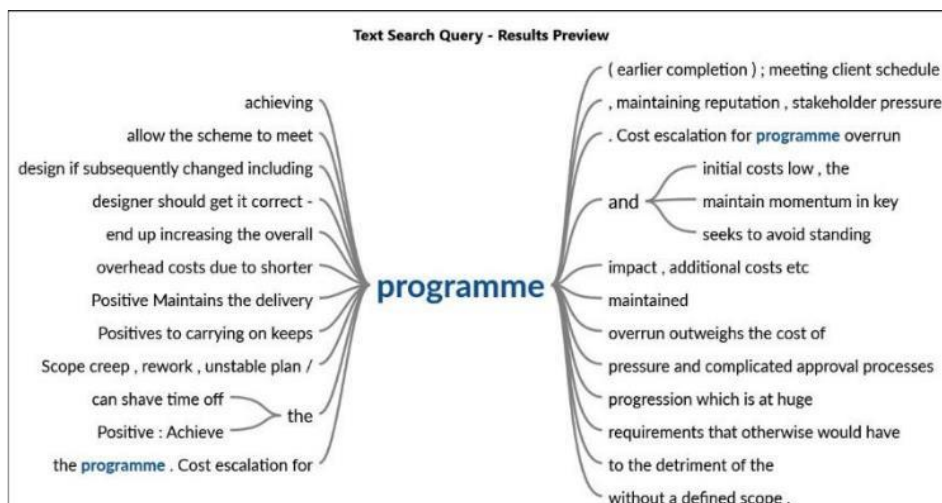 Text Search Query - Results Preview
achieving
allow the scheme to meet
design if subsequently changed including
designer should get it correct -
end up increasing the overall
overhead costs due to shorter
Positive Maintains the delivery
Positives to carrying on keeps
Scope creep , rework , unstable plan /
can shave time off
Positive : Achieve
the
the programme . Cost escalation for
programme
( earlier completion ) ; meeting client schedule
, maintaining reputation , stakeholder pressure
. Cost escalation for programme overrun
and
initial costs low , the
maintain momentum in key
seeks to avoid standing
impact , additional costs etc
maintained
overrun outweighs the cost of
pressure and complicated approval processes
progression which is at huge
requirements that otherwise would have
to the detriment of the
without a defined scope .